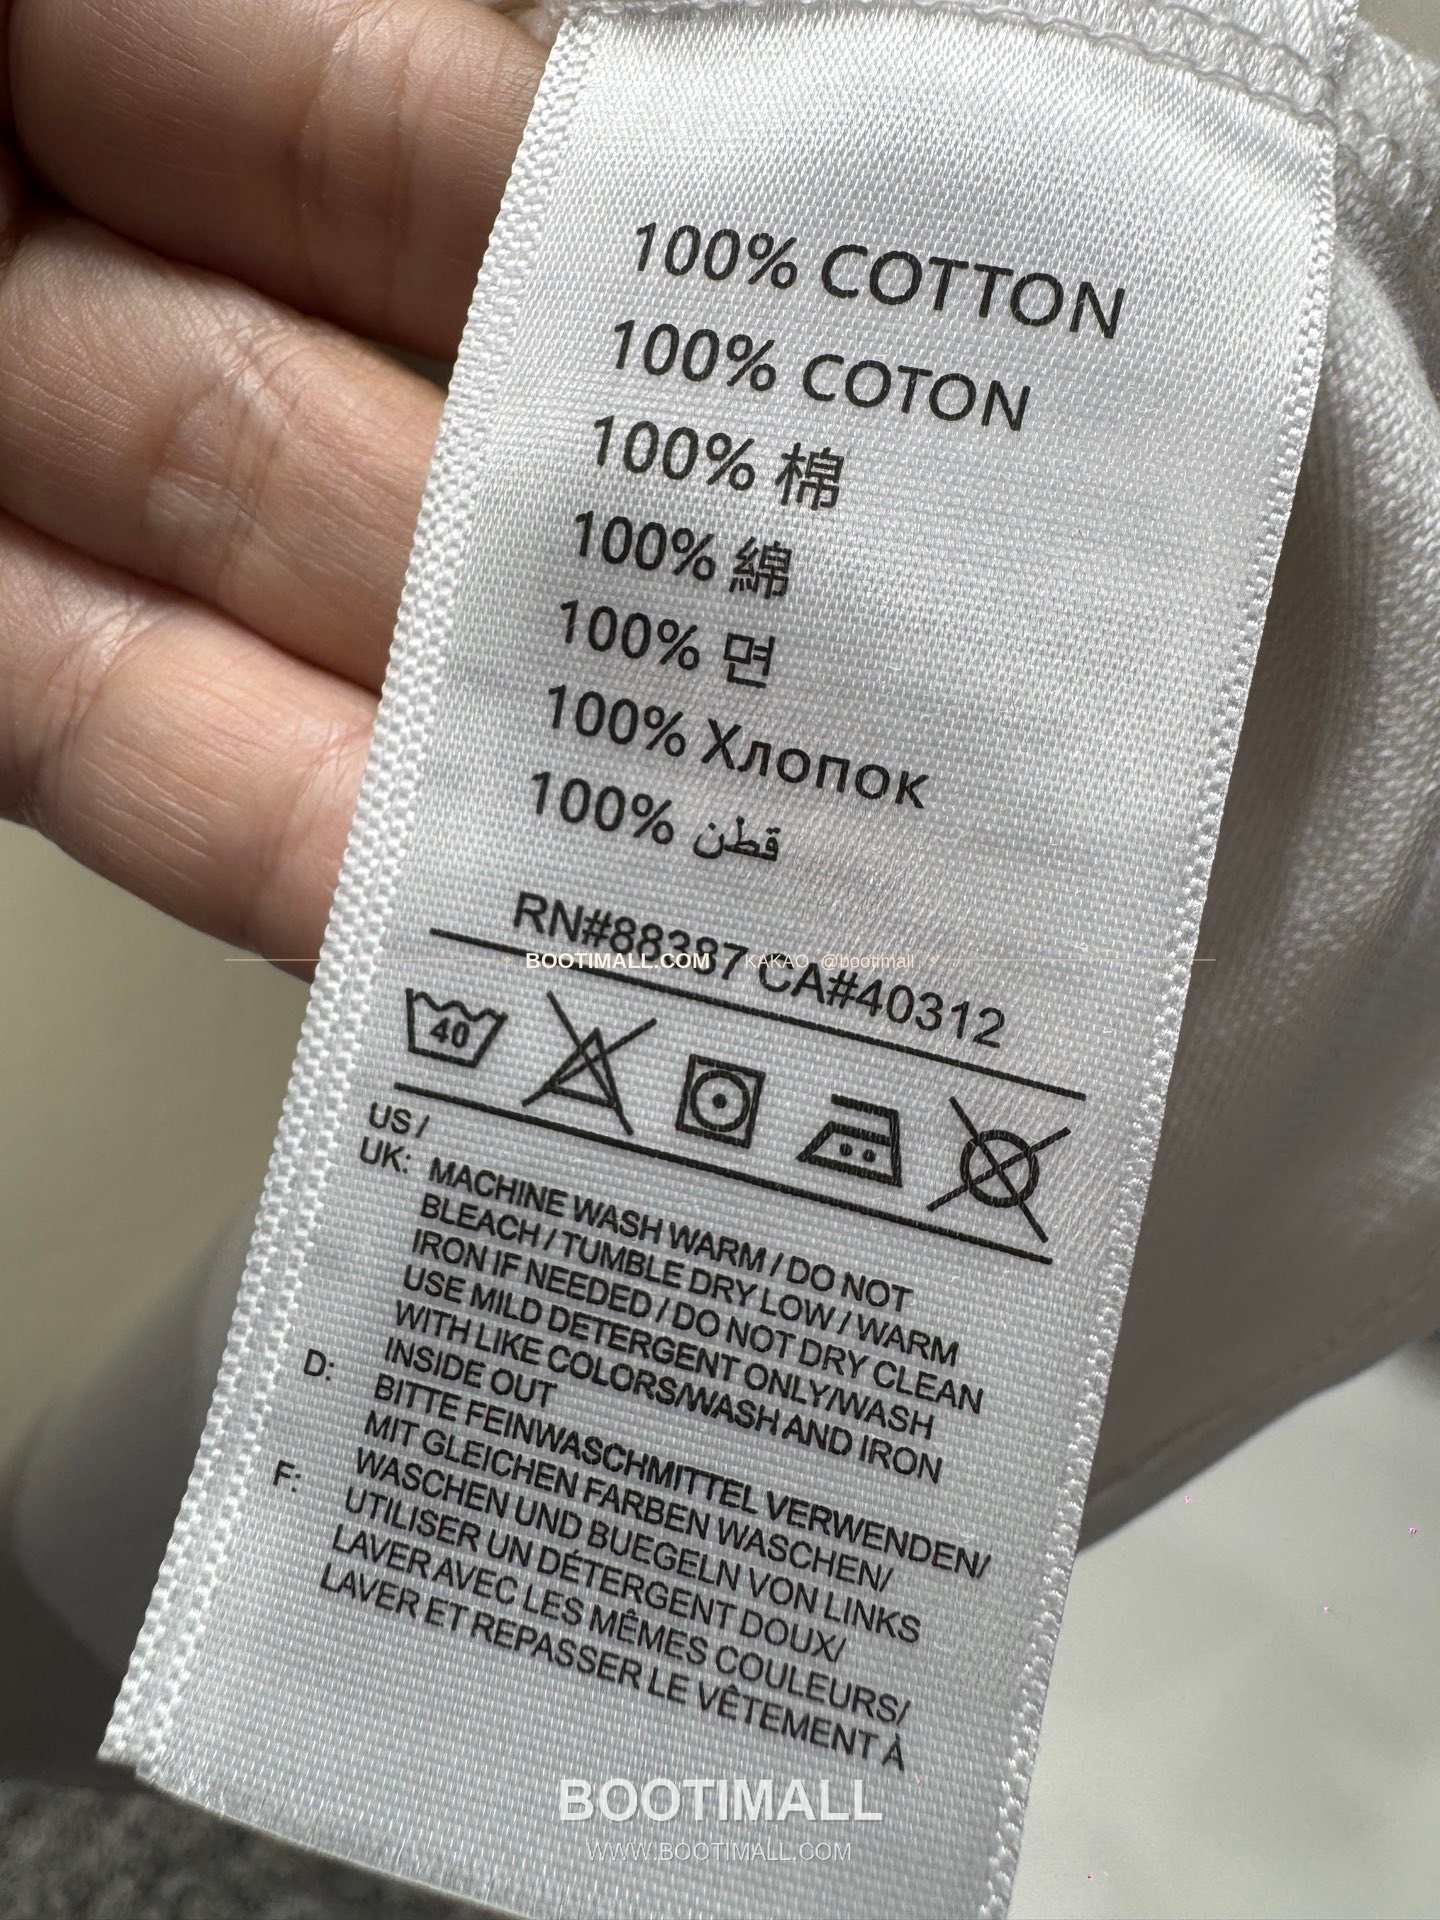 100% COTTON
100% COTON
100% 棉
100% 綿
100% 면
100% Хлопок
100% قطن
RN#88387 CA#40312
BOOTIMALL.COM KAKAO @bootimall
40
US /
UK: MACHINE WASH WARM / DO NOT
BLEACH / TUMBLE DRY LOW / WARM
IRON IF NEEDED / DO NOT DRY CLEAN
USE MILD DETERGENT ONLY/WASH
WITH LIKE COLORS/WASH AND IRON
INSIDE OUT
D: BITTE FEINWASCHMITTEL VERWENDEN/
MIT GLEICHEN FARBEN WASCHEN/
WASCHEN UND BUEGELN VON LINKS
F: UTILISER UN DÉTERGENT DOUX/
LAVER AVEC LES MÊMES COULEURS/
LAVER ET REPASSER LE VÊTEMENT À
BOOTIMALL
WWW.BOOTIMALL.COM